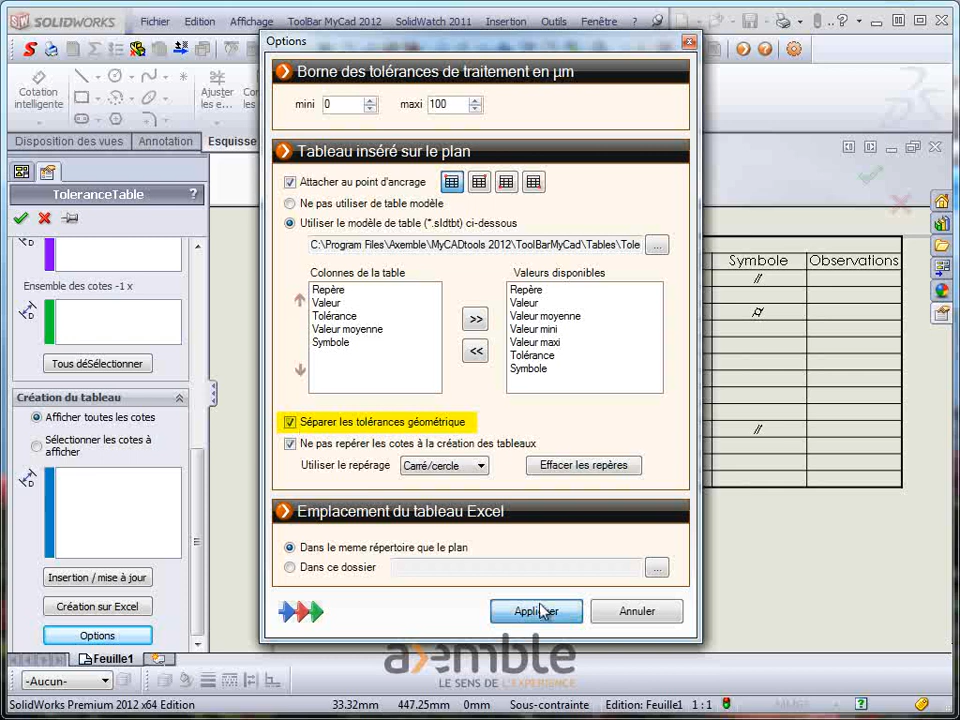 SOLIDWORKS Fichier Edition Affichage ToolBar MyCad 2012 SolidWatch 2011 Insertion Outils Fenêtre ?
Cotation intelligente
Ajuster les e...
Disposition des vues Annotation Esquisse
ToleranceTable ?
Ensemble des cotes -1 x
Tous déSélectionner
Création du tableau
Afficher toutes les cotes
Sélectionner les cotes à afficher
Insertion / mise à jour
Création sur Excel
Options
Options
Borne des tolérances de traitement en µm
mini 0 maxi 100
Tableau inséré sur le plan
Attacher au point d'ancrage
Ne pas utiliser de table modèle
Utiliser le modèle de table (*.sldtbt) ci-dessous
C:\Program Files\Axemble\MyCADtools 2012\ToolBarMyCad\Tables\Tole ...
Colonnes de la table
Repère
Valeur
Tolérance
Valeur moyenne
Symbole
>>
<<
Valeurs disponibles
Repère
Valeur
Valeur moyenne
Valeur mini
Valeur maxi
Tolérance
Symbole
Séparer les tolérances géométrique
Ne pas repérer les cotes à la création des tableaux
Utiliser le repérage Carré/cercle Effacer les repères
Emplacement du tableau Excel
Dans le meme répertoire que le plan
Dans ce dossier ...
Appliquer Annuler
Symbole Observations
Feuille1
axemble
LE SENS DE L'EXPERIENCE
-Aucun-
SolidWorks Premium 2012 x64 Edition 33.32mm 447.25mm 0mm Sous-contrainte Edition: Feuille1 1 : 1